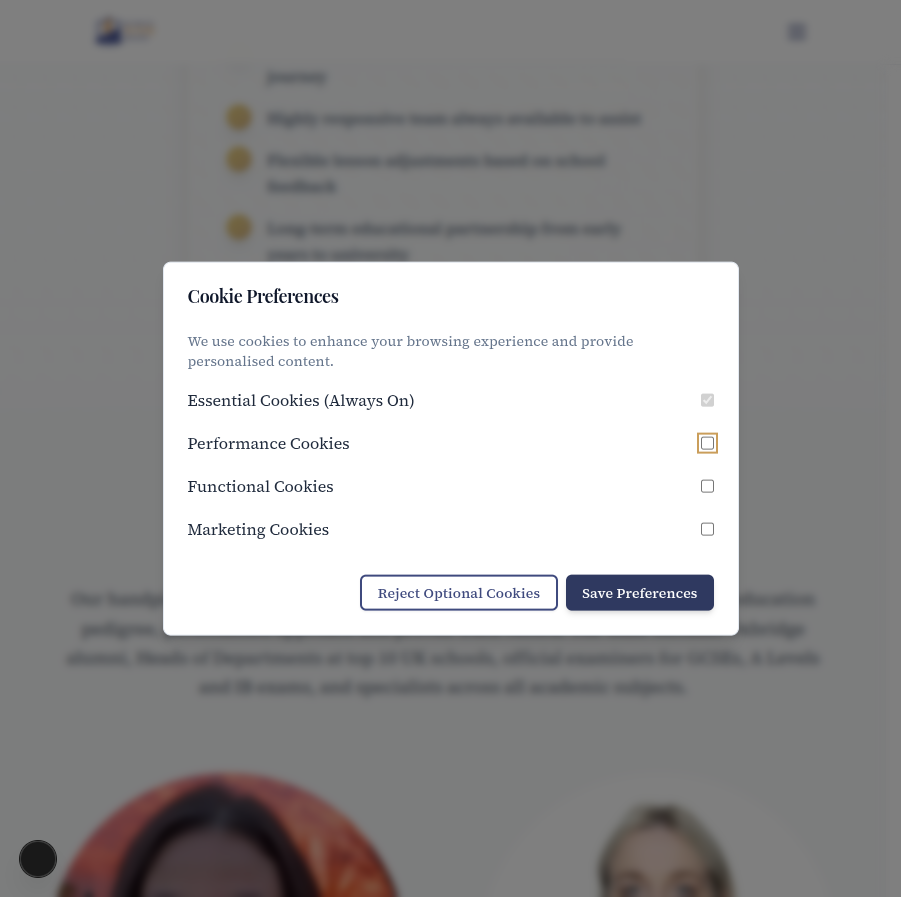 journey
Highly responsive team always available to assist
Flexible lesson adjustments based on school
feedback
Long-term educational partnership from early
years to university
Cookie Preferences
We use cookies to enhance your browsing experience and provide
personalised content.
Essential Cookies (Always On)
Performance Cookies
Functional Cookies
Marketing Cookies
Reject Optional Cookies
Save Preferences
Our
education
pedigree,
alumni, Heads of Departments at top 10 UK schools, official examiners for GCSEs, A Levels
and IB exams, and specialists across all academic subjects.